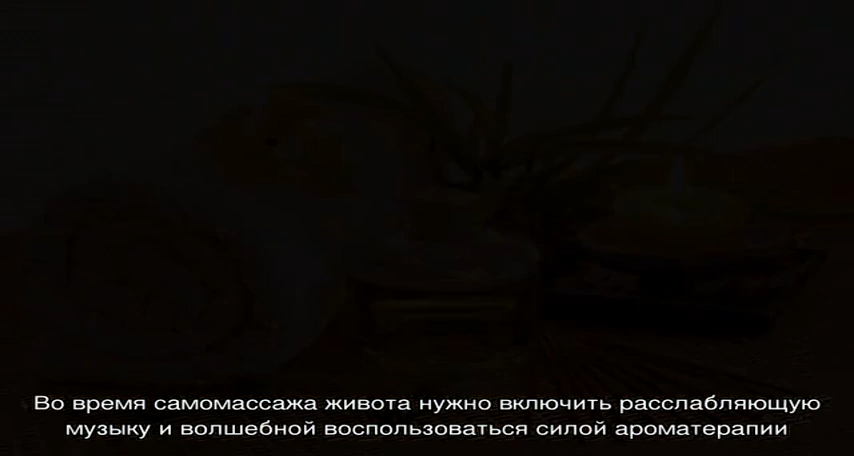 Во время самомассажа живота нужно включить расслабляющую
музыку и волшебной воспользоваться силой ароматерапии